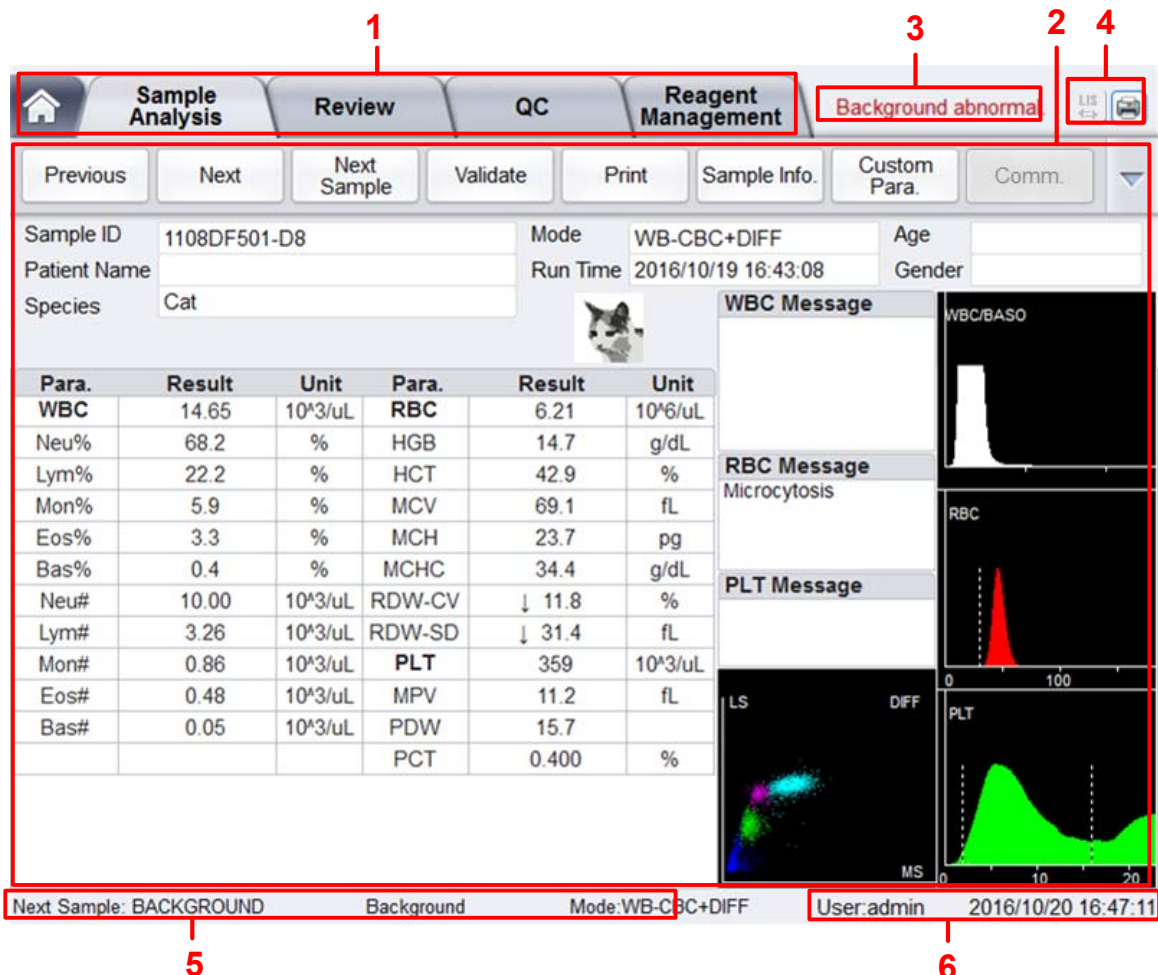 1
3
2
4
Sample Analysis
Review
QC
Reagent Management
Background abnormal.
LIS
Previous
Next
Next Sample
Validate
Print
Sample Info.
Custom Para.
Comm.
Sample ID 1108DF501-D8 Mode WB-CBC+DIFF Age
Patient Name Run Time 2016/10/19 16:43:08 Gender
Species Cat
Para. Result Unit Para. Result Unit
WBC 14.65 10^3/uL RBC 6.21 10^6/uL
Neu% 68.2 % HGB 14.7 g/dL
Lym% 22.2 % HCT 42.9 %
Mon% 5.9 % MCV 69.1 fL
Eos% 3.3 % MCH 23.7 pg
Bas% 0.4 % MCHC 34.4 g/dL
Neu# 10.00 10^3/uL RDW-CV ↓ 11.8 %
Lym# 3.26 10^3/uL RDW-SD ↓ 31.4 fL
Mon# 0.86 10^3/uL PLT 359 10^3/uL
Eos# 0.48 10^3/uL MPV 11.2 fL
Bas# 0.05 10^3/uL PDW 15.7
PCT 0.400 %
WBC Message
RBC Message
Microcytosis
PLT Message
WBC/BASO
RBC
0 100
LS DIFF
MS
PLT
0 10 20
Next Sample: BACKGROUND Background Mode:WB-CBC+DIFF User:admin 2016/10/20 16:47:11
5
6